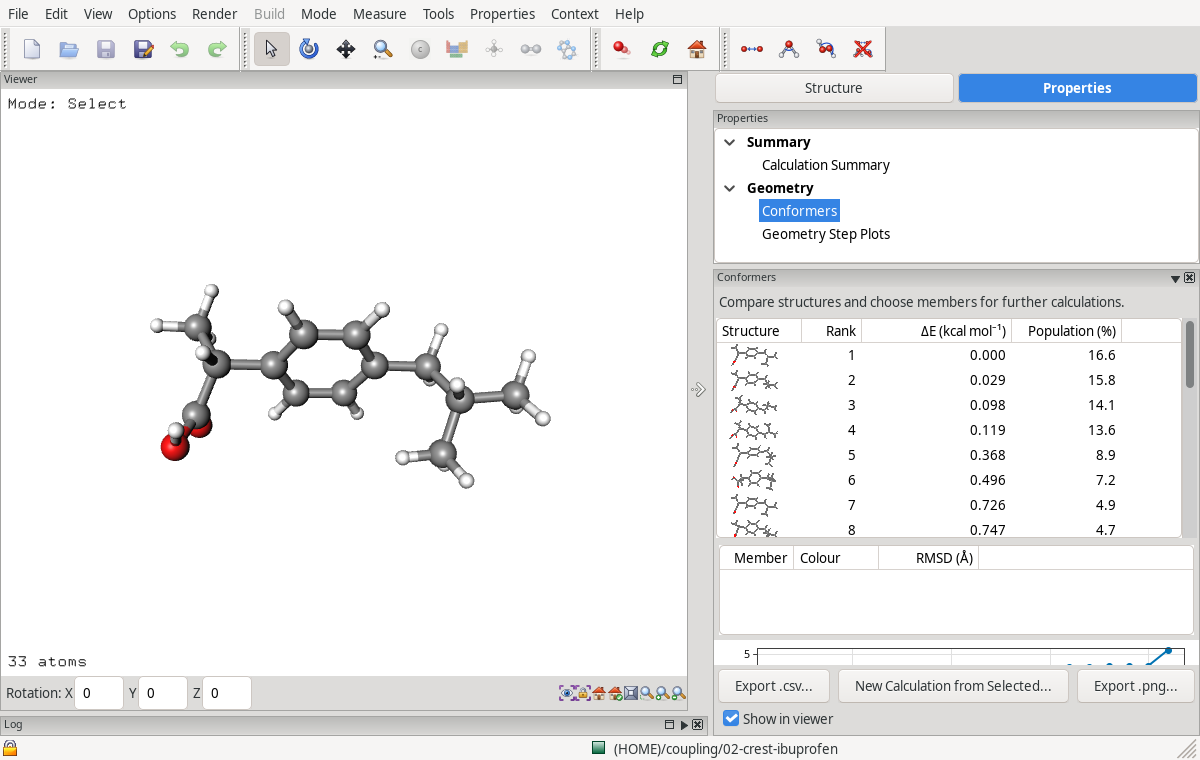 File Edit View Options Render Build Mode Measure Tools Properties Context Help
Viewer
Mode: Select
33 atoms
Rotation: X 0 Y 0 Z 0
Log
Structure Properties
Properties
Summary
Calculation Summary
Geometry
Conformers
Geometry Step Plots
Conformers
Compare structures and choose members for further calculations.
Structure Rank ΔE (kcal mol⁻¹) Population (%)
1 0.000 16.6
2 0.029 15.8
3 0.098 14.1
4 0.119 13.6
5 0.368 8.9
6 0.496 7.2
7 0.726 4.9
8 0.747 4.7
Member Colour RMSD (Å)
5
Export .csv... New Calculation from Selected... Export .png...
Show in viewer
(HOME)/coupling/02-crest-ibuprofen